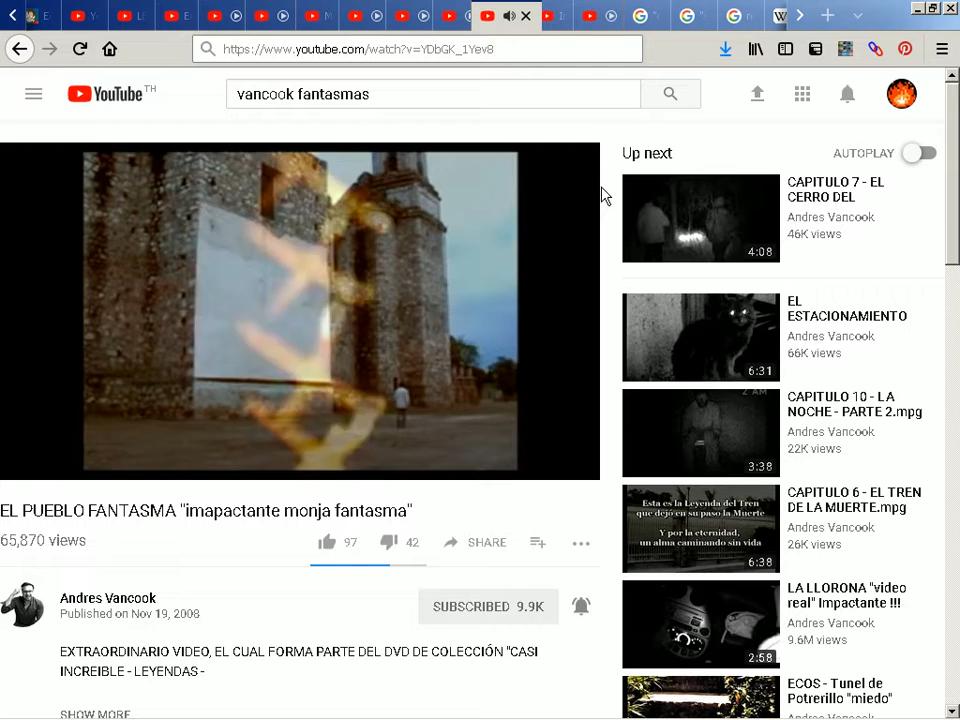 https://www.youtube.com/watch?v=YDbGK_1Yev8
YouTube TH
vancook fantasmas
Up next
AUTOPLAY
CAPITULO 7 - EL
CERRO DEL
Andres Vancook
46K views
4:08
EL
ESTACIONAMIENTO
Andres Vancook
66K views
6:31
CAPITULO 10 - LA
NOCHE - PARTE 2.mpg
Andres Vancook
22K views
3:38
CAPITULO 6 - EL TREN
DE LA MUERTE.mpg
Andres Vancook
26K views
Esta es la Leyenda del Tren
que dejó en su paso la Muerte
Y por la eternidad,
un alma caminando sin vida
6:38
LA LLORONA "video
real" Impactante !!!
Andres Vancook
9.6M views
2:58
ECOS - Tunel de
Potrerillo "miedo"
Andres Vancook
EL PUEBLO FANTASMA "imapactante monja fantasma"
65,870 views
97
42
SHARE
Andres Vancook
Published on Nov 19, 2008
SUBSCRIBED 9.9K
EXTRAORDINARIO VIDEO, EL CUAL FORMA PARTE DEL DVD DE COLECCIÓN "CASI
INCREIBLE - LEYENDAS -
SHOW MORE